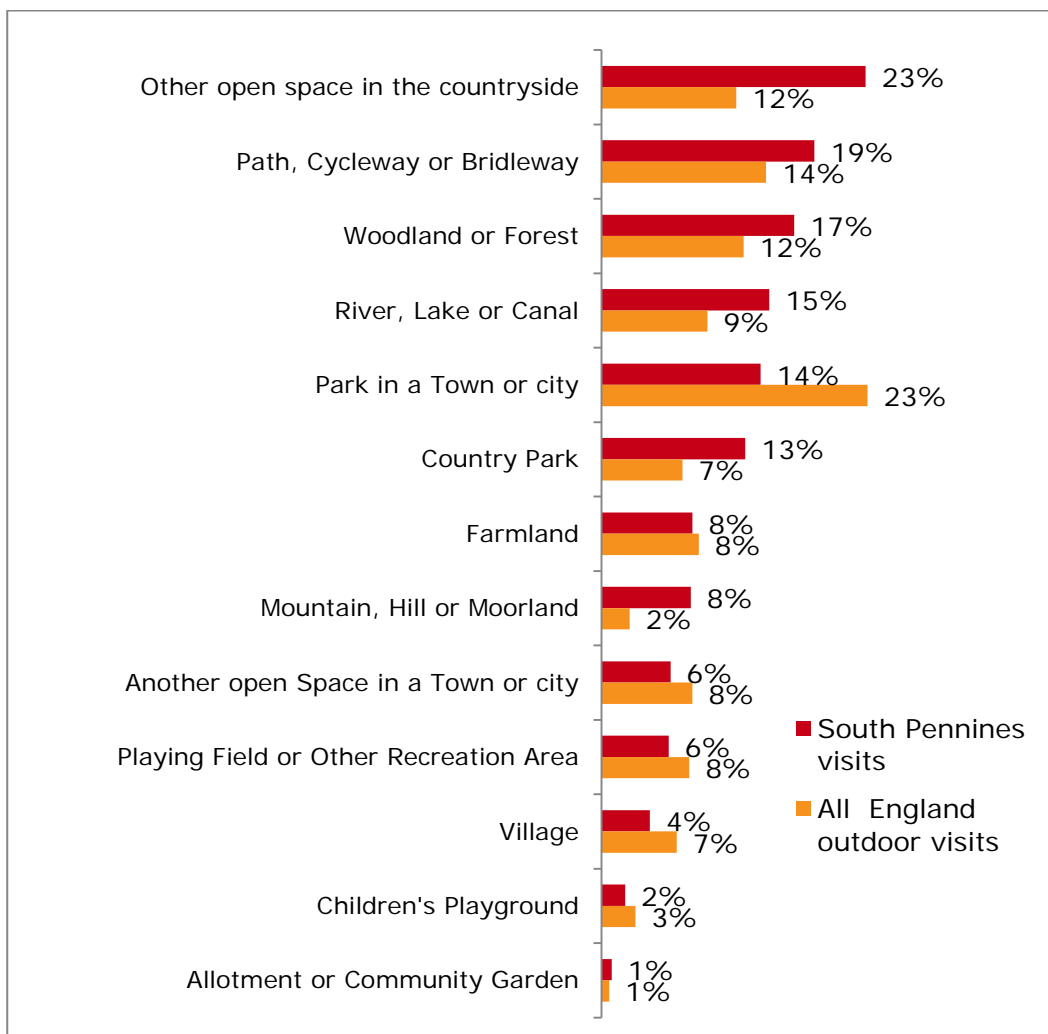 Other open space in the countryside
23%
12%
Path, Cycleway or Bridleway
19%
14%
Woodland or Forest
17%
12%
River, Lake or Canal
15%
9%
Park in a Town or city
14%
23%
Country Park
13%
7%
Farmland
8%
8%
Mountain, Hill or Moorland
8%
2%
Another open Space in a Town or city
6%
8%
Playing Field or Other Recreation Area
6%
8%
Village
4%
7%
Children's Playground
2%
3%
Allotment or Community Garden
1%
1%
South Pennines
visits
All England
outdoor visits